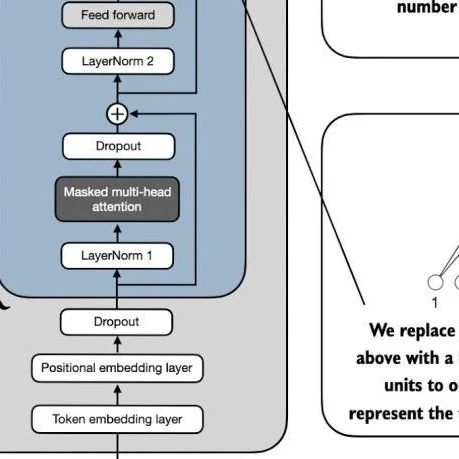 number
Feed forward
LayerNorm 2
Dropout
Masked multi-head
attention
LayerNorm 1
Dropout
Positional embedding layer
Token embedding layer
1
We replace
above with a
units to
represent the